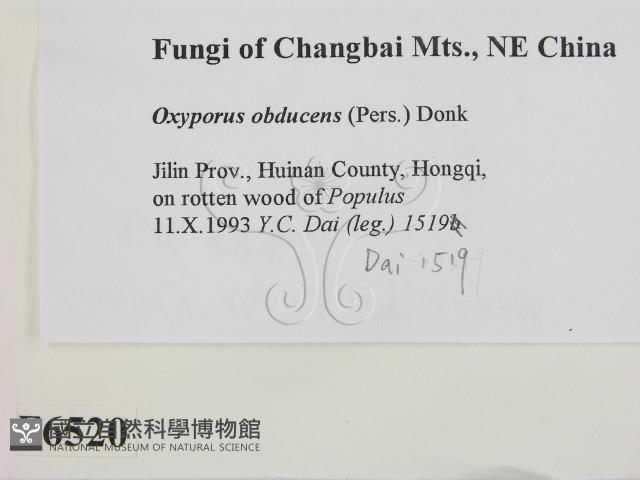 Fungi of Changbai Mts., NE China
Oxyporus obducens (Pers.) Donk
Jilin Prov., Huinan County, Hongqi,
on rotten wood of Populus
11.X.1993 Y.C. Dai (leg.) 1519
Dai 1519
6520
國立自然科學博物館
NATIONAL MUSEUM OF NATURAL SCIENCE